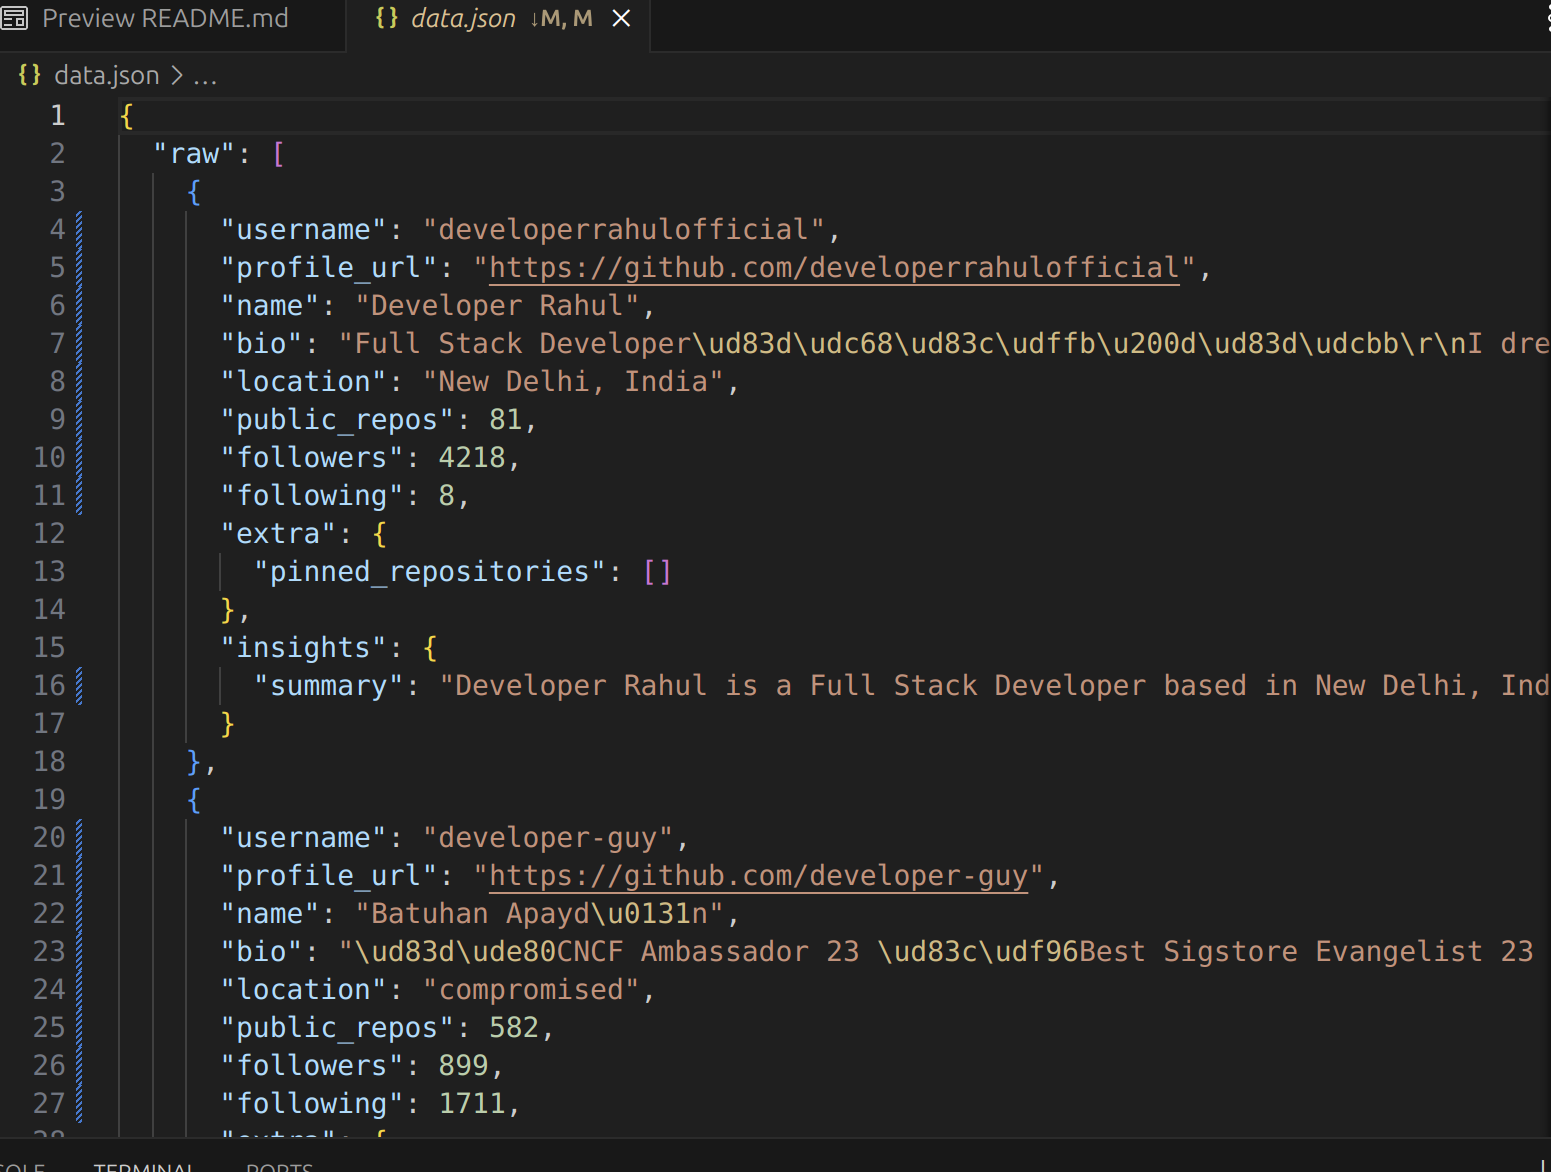 Preview README.md
{} data.json ↓M, M ×
{} data.json > ...
1 {
2 "raw": [
3 {
4 "username": "developerrahulofficial",
5 "profile_url": "https://github.com/developerrahulofficial",
6 "name": "Developer Rahul",
7 "bio": "Full Stack Developer\ud83d\udc68\ud83c\udffb\u200d\ud83d\udcbb\r\nI dre
8 "location": "New Delhi, India",
9 "public_repos": 81,
10 "followers": 4218,
11 "following": 8,
12 "extra": {
13 "pinned_repositories": []
14 },
15 "insights": {
16 "summary": "Developer Rahul is a Full Stack Developer based in New Delhi, Ind
17 }
18 },
19 {
20 "username": "developer-guy",
21 "profile_url": "https://github.com/developer-guy",
22 "name": "Batuhan Apayd\u0131n",
23 "bio": "\ud83d\ude80CNCF Ambassador 23 \ud83c\udf96Best Sigstore Evangelist 23
24 "location": "compromised",
25 "public_repos": 582,
26 "followers": 899,
27 "following": 1711,
28 "extra": {
TERMINAL PORTS